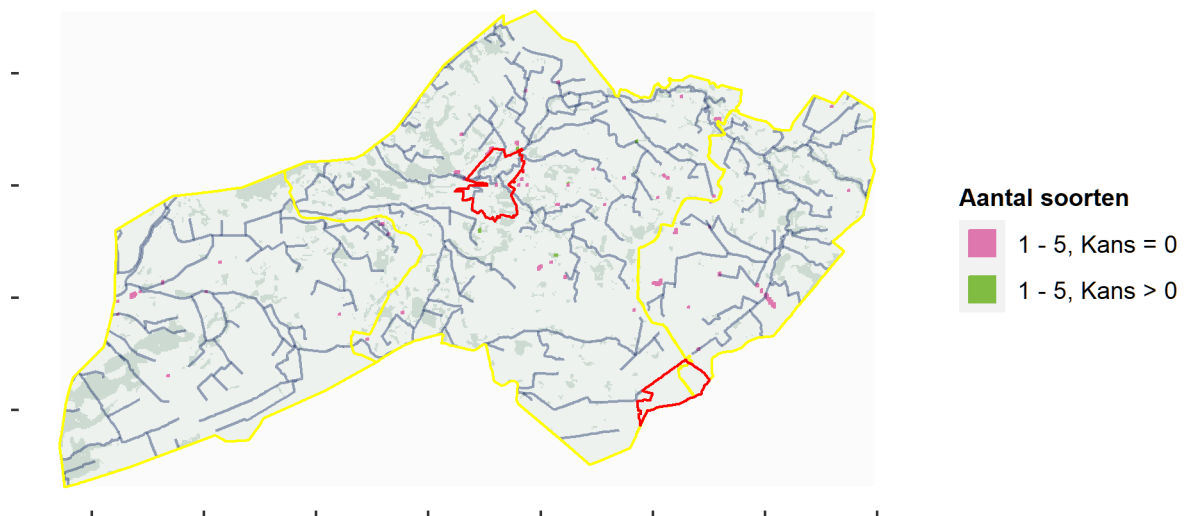 Aantal soorten
1 - 5, Kans = 0
1 - 5, Kans > 0